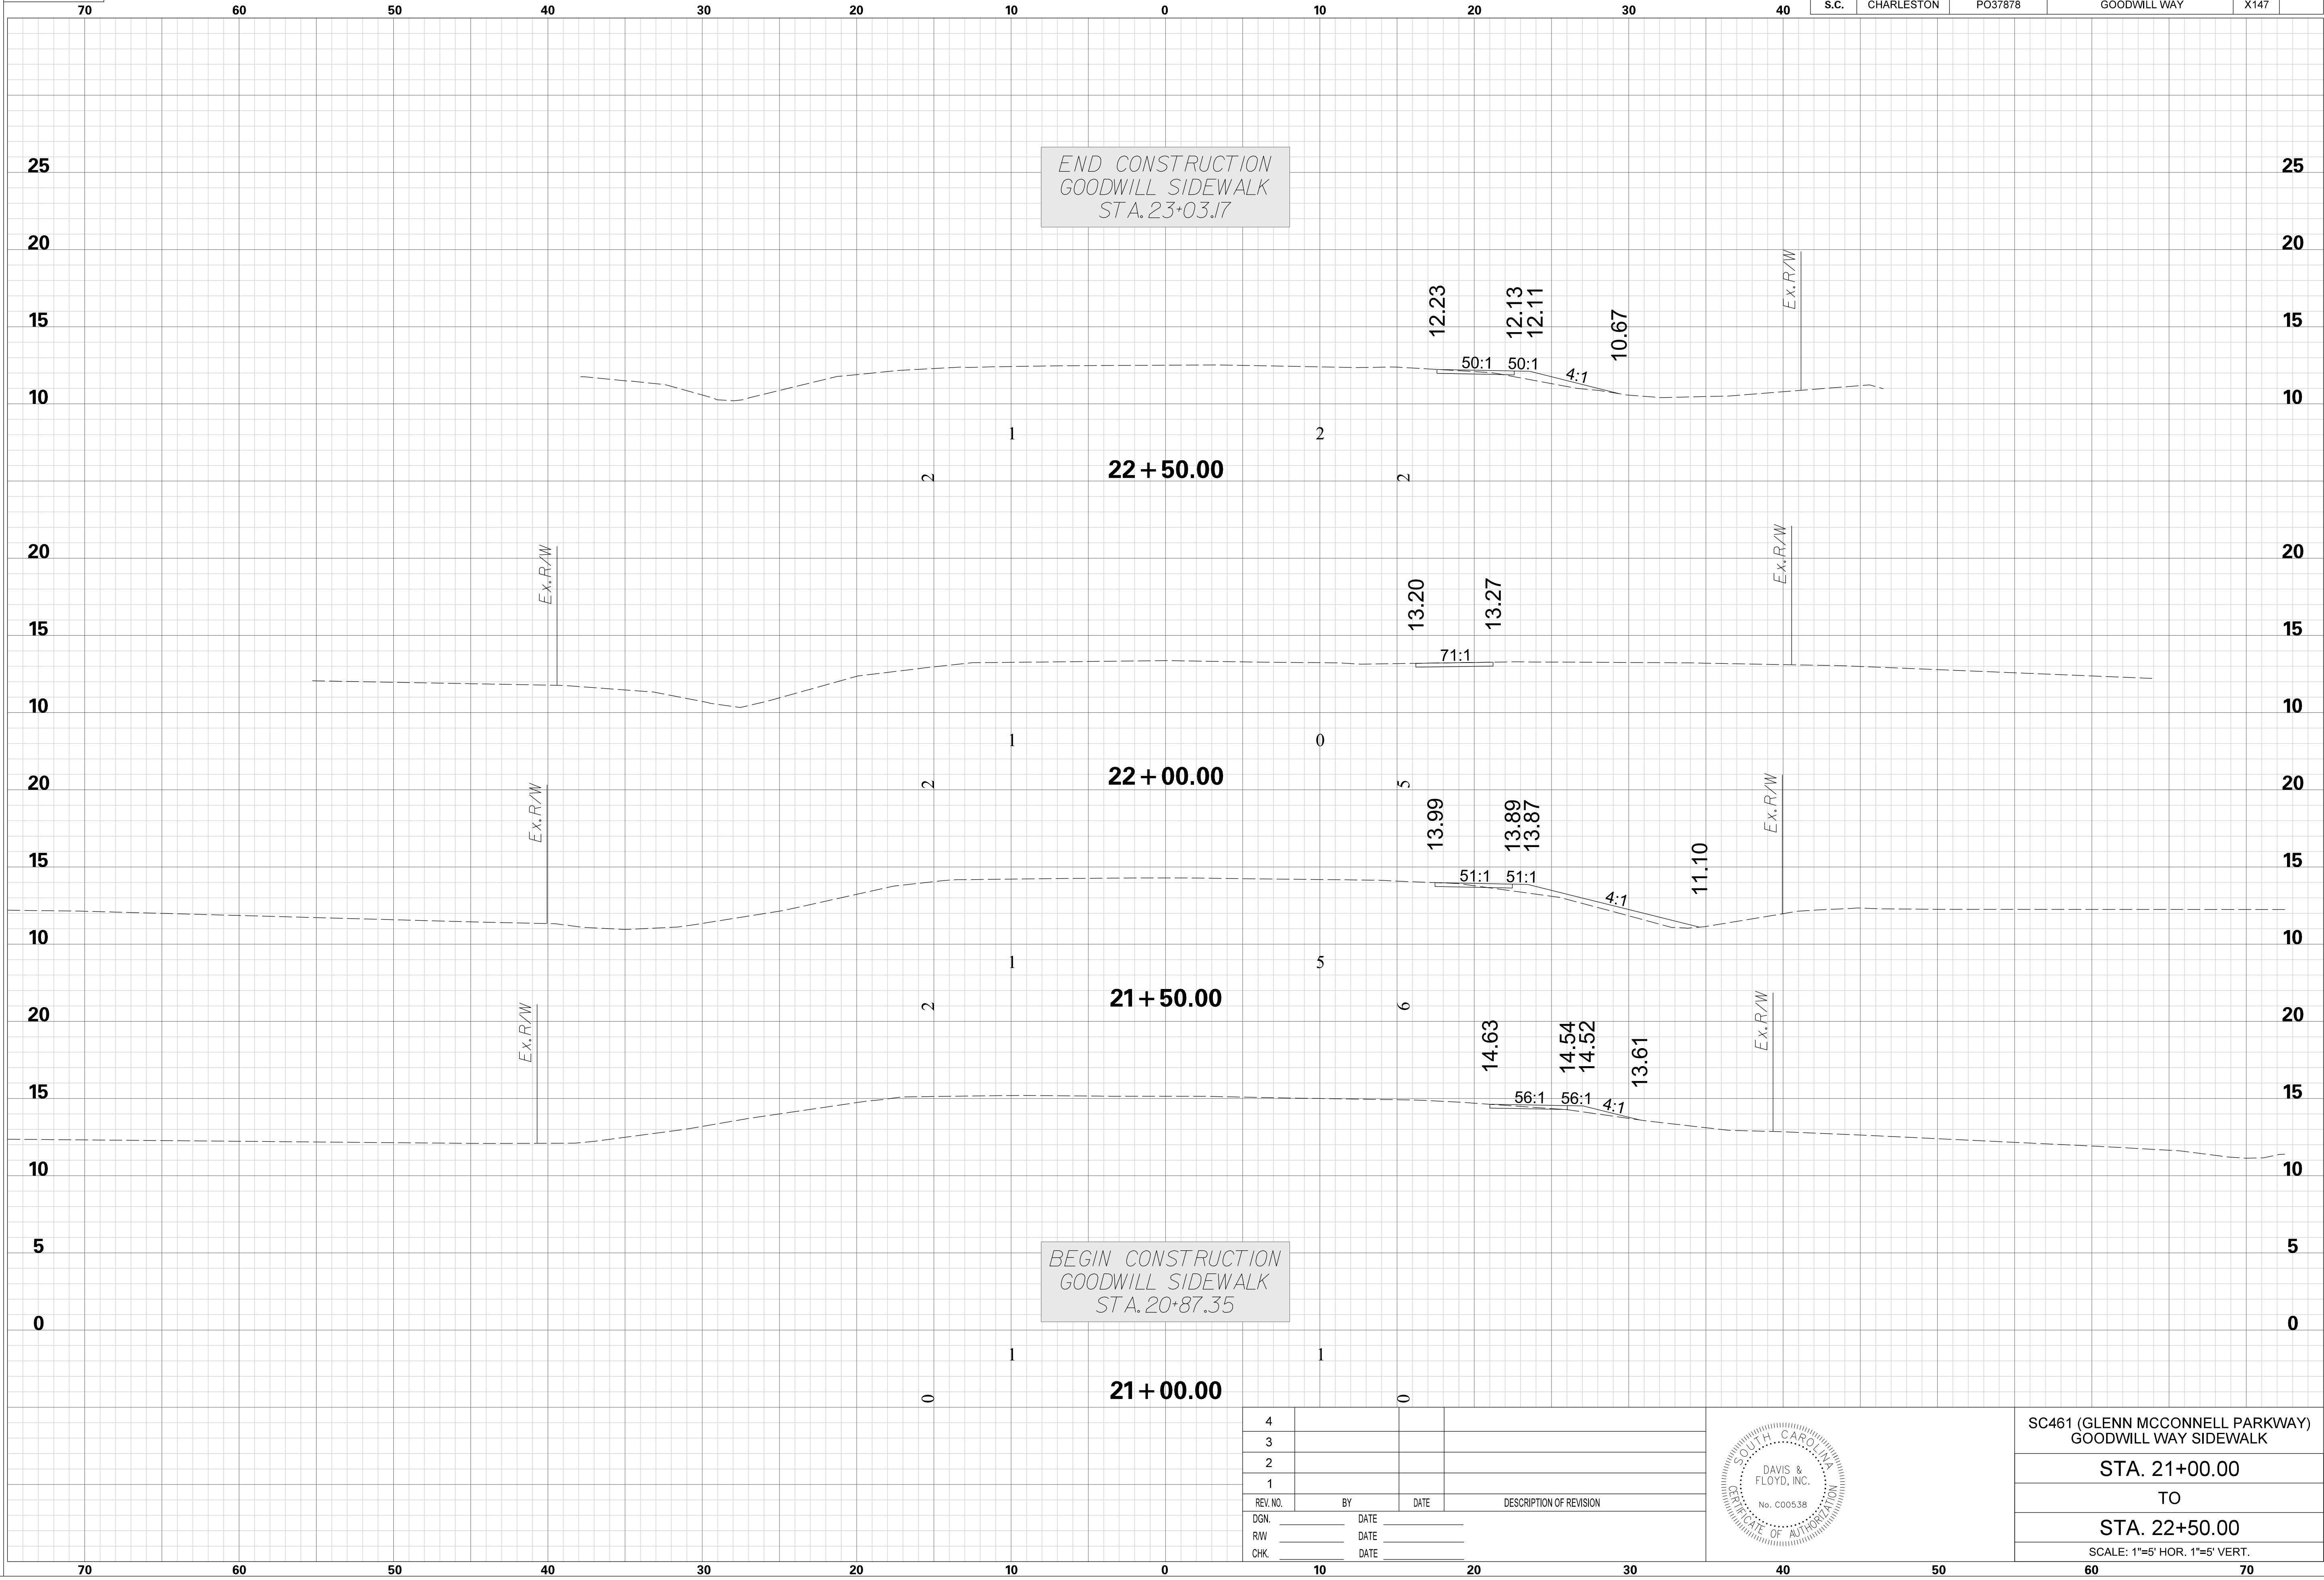 70 60 50 40 30 20 10 0 10 20 30 40
S.C. CHARLESTON PO37878 GOODWILL WAY X147
25 25
END CONSTRUCTION
GOODWILL SIDEWALK
STA.23+03.17
20 20
Ex.R/W
15 15
12.23 12.13 12.11 10.67
50:1 50:1 4:1
10 10
1 2
22+50.00
2 2
20 20
Ex.R/W Ex.R/W
13.20 13.27
15 15
71:1
10 10
1 0
22+00.00
2 5
20 20
Ex.R/W Ex.R/W
13.99 13.89 13.87 11.10
15 15
51:1 51:1 4:1
10 10
1 5
21+50.00
2 6
20 20
Ex.R/W Ex.R/W
14.63 14.54 14.52 13.61
15 15
56:1 56:1 4:1
10 10
5 5
BEGIN CONSTRUCTION
GOODWILL SIDEWALK
STA.20+87.35
0 0
1 1
21+00.00
0 0
4
3
2
1
REV. NO. BY DATE DESCRIPTION OF REVISION
DGN. DATE
R/W DATE
CHK. DATE
SOUTH CAROLINA
DAVIS &
FLOYD, INC.
No. C00538
CERTIFICATE OF AUTHORIZATION
SC461 (GLENN MCCONNELL PARKWAY)
GOODWILL WAY SIDEWALK
STA. 21+00.00
TO
STA. 22+50.00
SCALE: 1"=5' HOR. 1"=5' VERT.
70 60 50 40 30 20 10 0 10 20 30 40 50 60 70